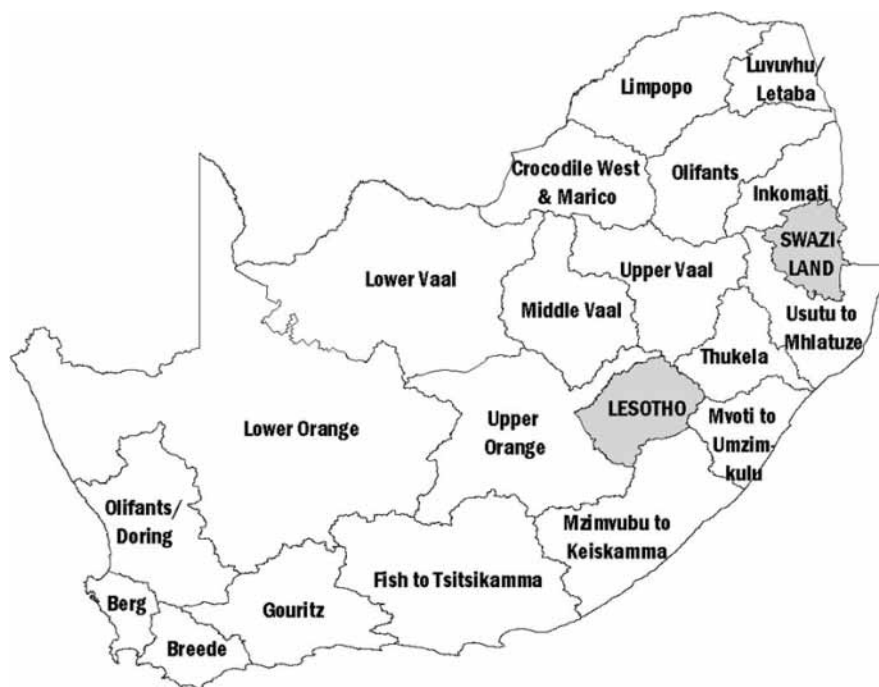 Limpopo
Luvuvhu/
Letaba
Crocodile West
& Marico
Olifants
Inkomati
SWAZI-
LAND
Lower Vaal
Upper Vaal
Middle Vaal
Usutu to
Mhlatuze
Thukela
LESOTHO
Lower Orange
Upper
Orange
Mvoti to
Umzim-
kulu
Olifants/
Doring
Mzimvubu to
Keiskamma
Fish to Tsitsikamma
Berg
Gouritz
Breede